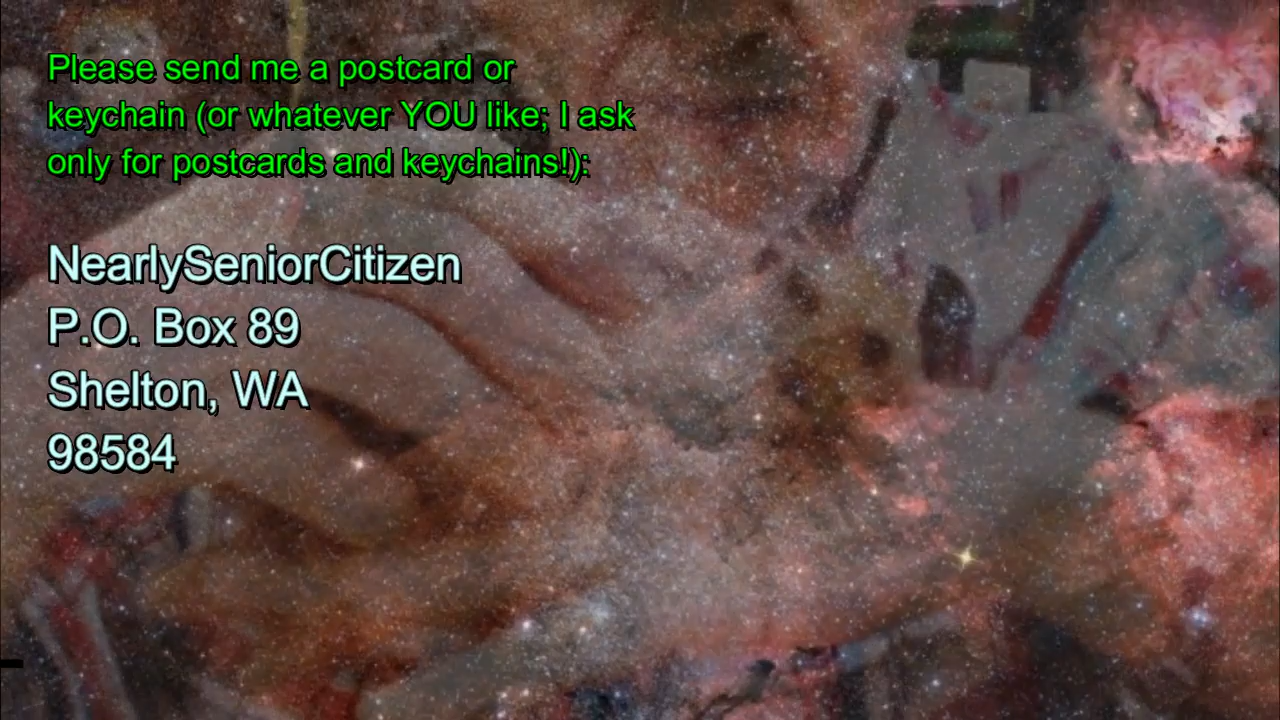 Please send me a postcard or
keychain (or whatever YOU like; I ask
only for postcards and keychains!):
NearlySeniorCitizen
P.O. Box 89
Shelton, WA
98584